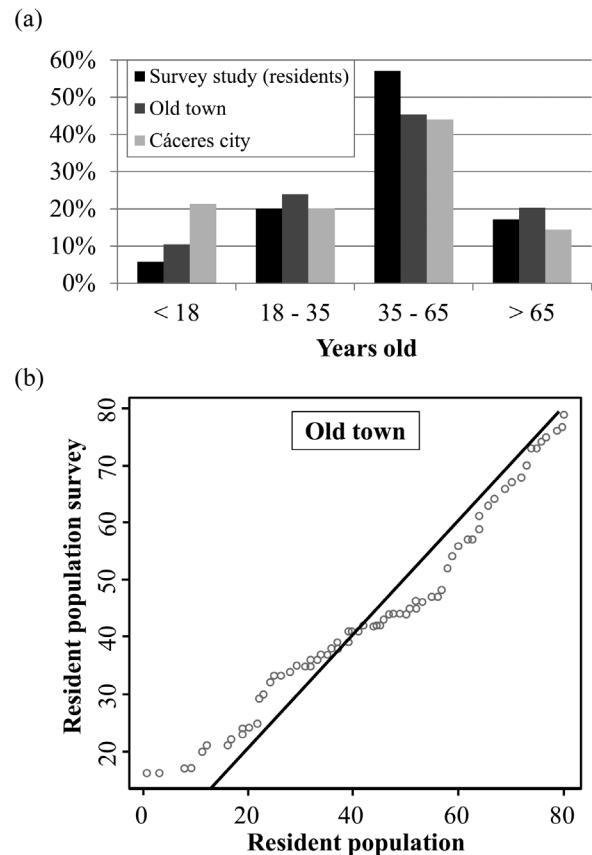 (a)
60%
50%
40%
30%
20%
10%
0%
Survey study (residents)
Old town
Cáceres city
< 18
18 - 35
35 - 65
> 65
Years old
(b)
Old town
Resident population survey
80
70
60
50
40
30
20
0
20
40
60
80
Resident population